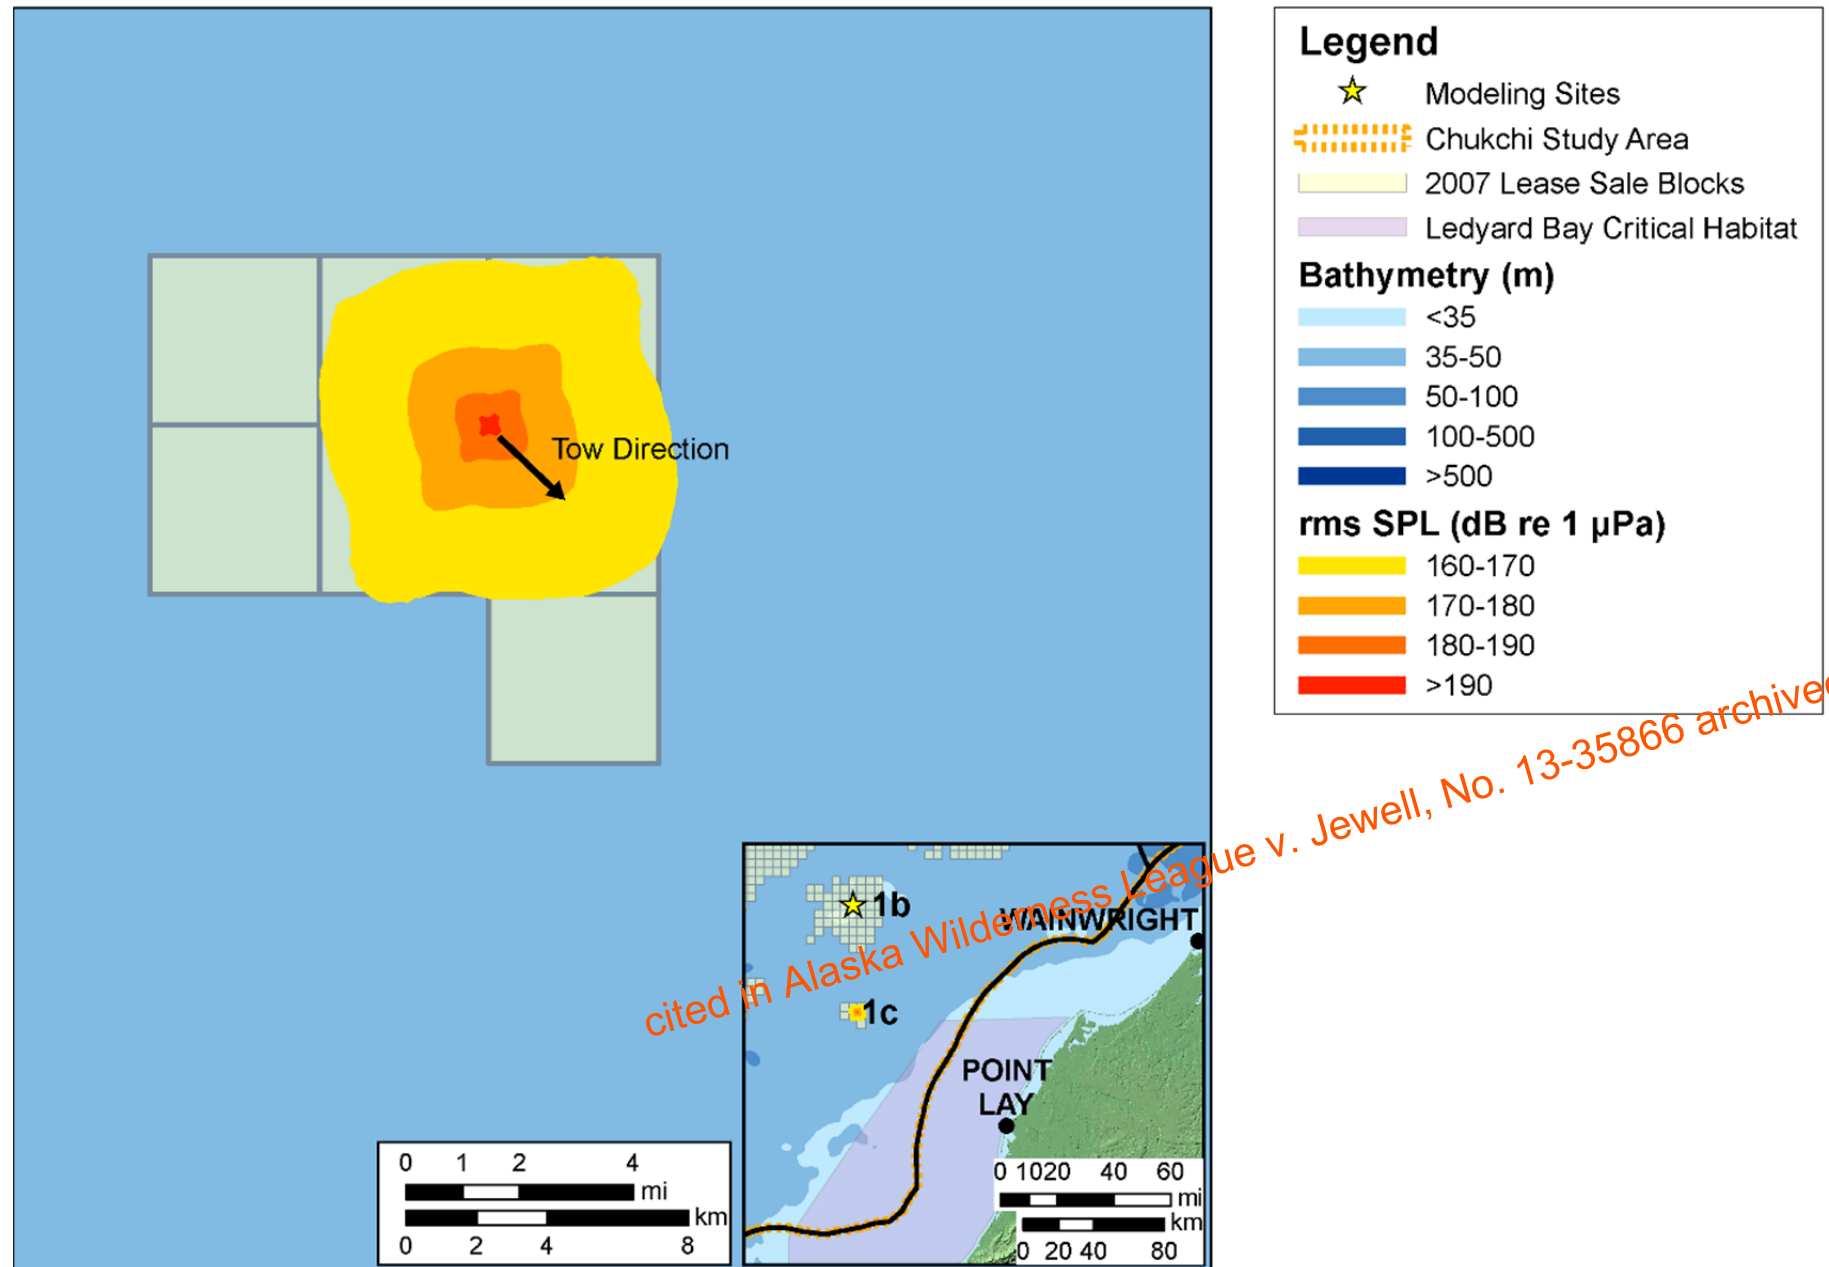 Legend
Modeling Sites
Chukchi Study Area
2007 Lease Sale Blocks
Ledyard Bay Critical Habitat
Bathymetry (m)
<35
35-50
50-100
100-500
>500
rms SPL (dB re 1 µPa)
160-170
170-180
180-190
>190
Tow Direction
cited in Alaska Wilderness League v. Jewell, No. 13-35866 archived
1b
WAINWRIGHT
1c
POINT
LAY
0 1 2 4
mi
km
0 2 4 8
0 10 20 40 60
mi
km
0 20 40 80